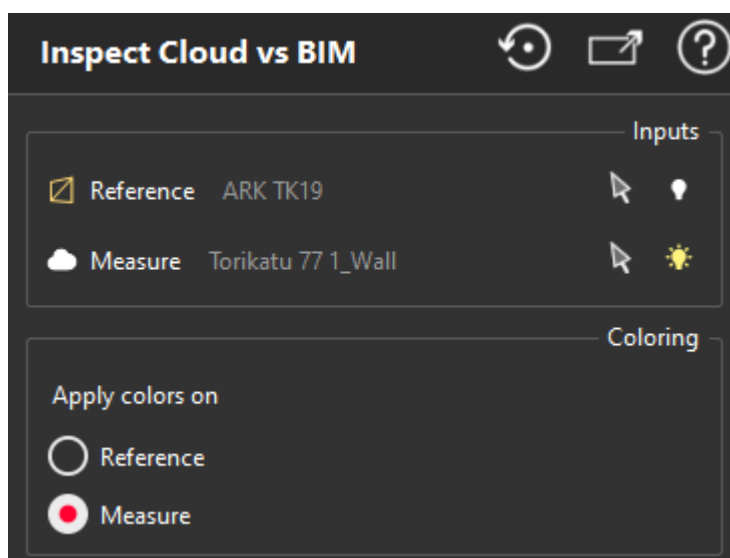 Inspect Cloud vs BIM
Inputs
Reference ARK TK19
Measure Torikatu 77 1_Wall
Coloring
Apply colors on
Reference
Measure